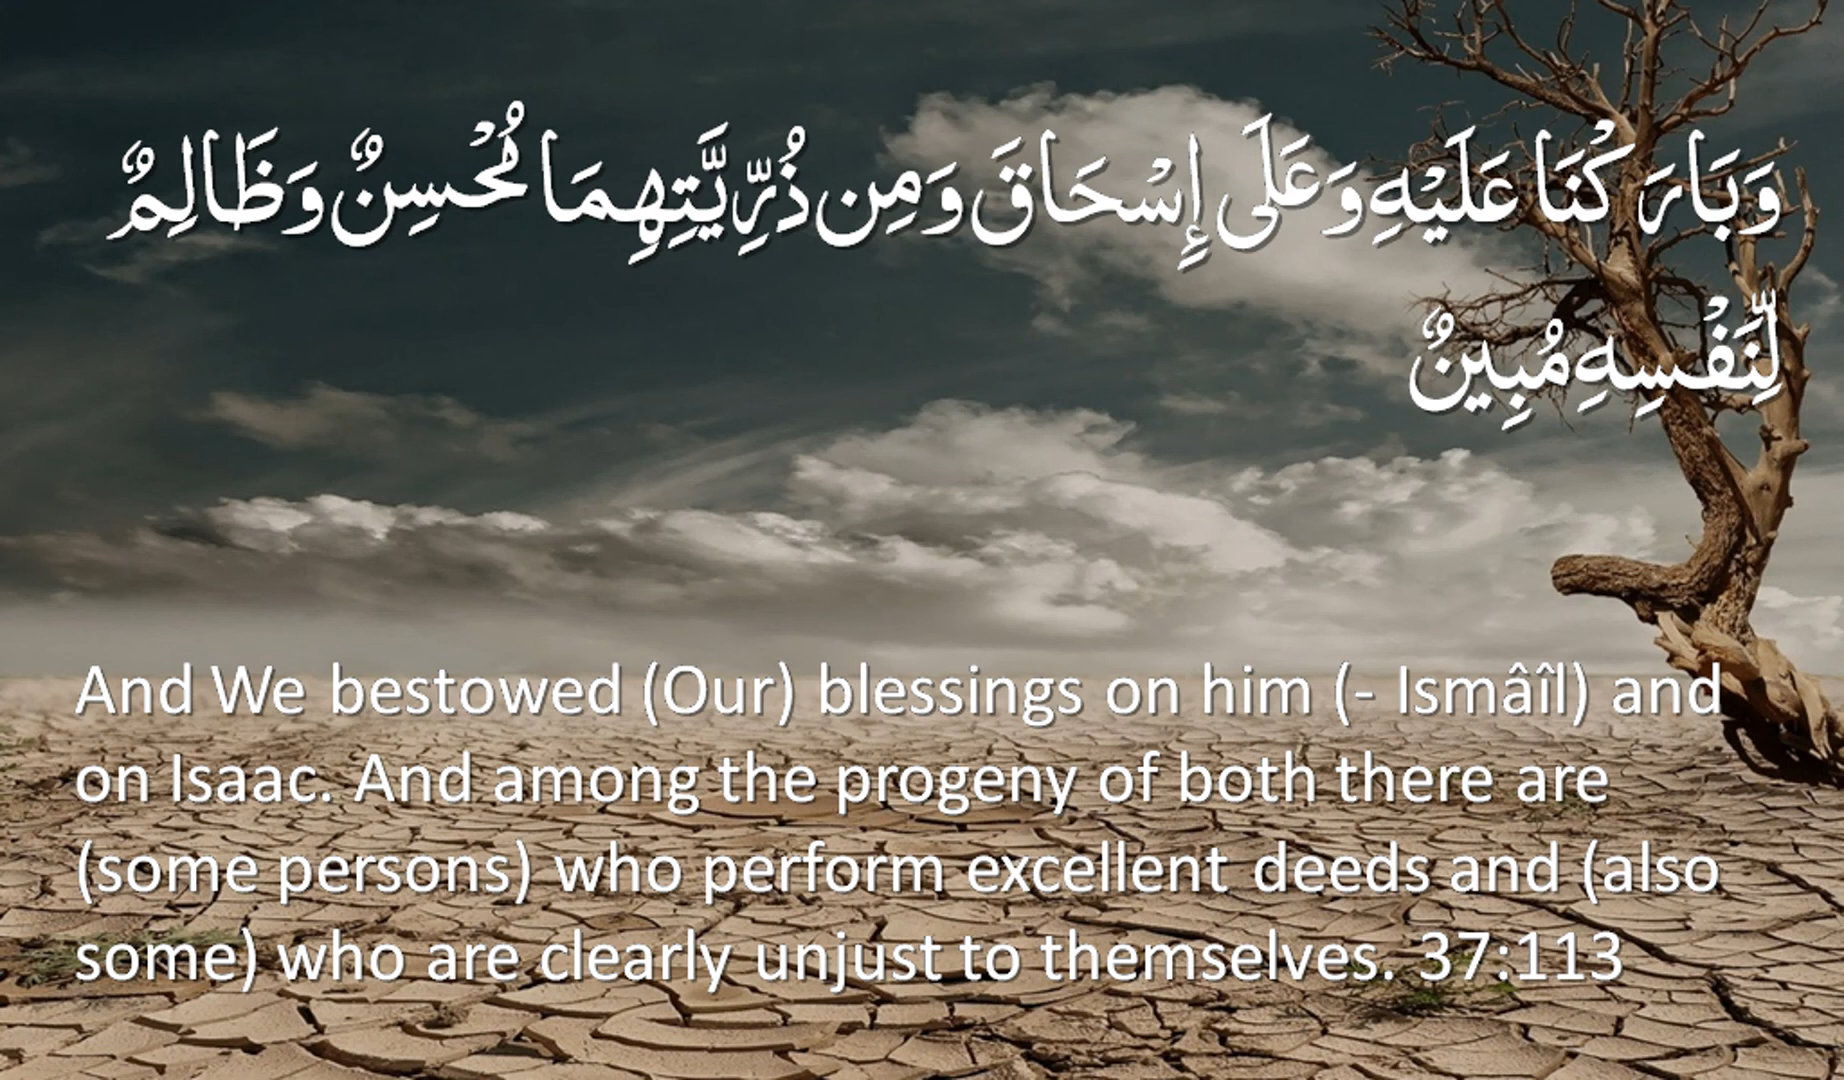 وَبَارَكْنَا عَلَيْهِ وَعَلَى إِسْحَاقَ وَمِن ذُرِّيَّتِهِمَا مُحْسِنٌ وَظَالِمٌ
لِّنَفْسِهِ مُبِينٌ
And We bestowed (Our) blessings on him (- Ismâîl) and
on Isaac. And among the progeny of both there are
(some persons) who perform excellent deeds and (also
some) who are clearly unjust to themselves. 37:113